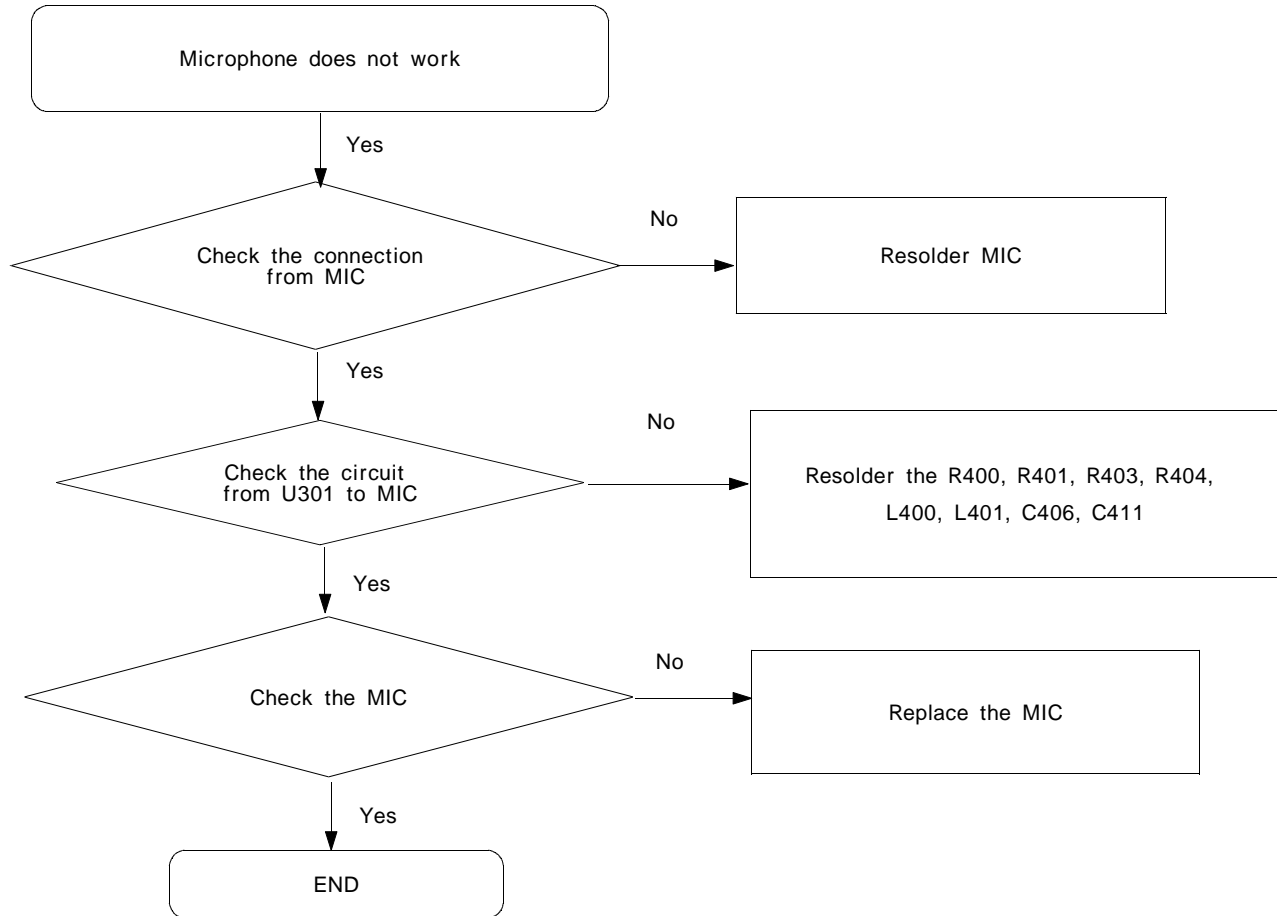 Microphone does not work
Yes
Check the connection
from MIC
No
Resolder MIC
Yes
Check the circuit
from U301 to MIC
No
Resolder the R400, R401, R403, R404,
L400, L401, C406, C411
Yes
Check the MIC
No
Replace the MIC
Yes
END